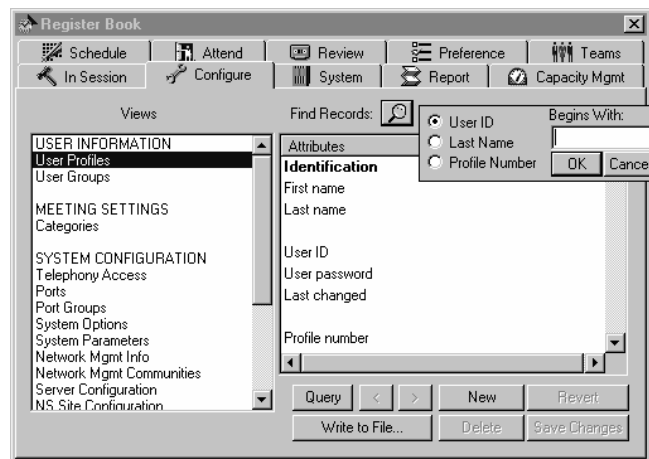 Register Book
Schedule
Attend
Review
Preference
Teams
In Session
Configure
System
Report
Capacity Mgmt
Views
USER INFORMATION
User Profiles
User Groups
MEETING SETTINGS
Categories
SYSTEM CONFIGURATION
Telephony Access
Ports
Port Groups
System Options
System Parameters
Network Mgmt Info
Network Mgmt Communities
Server Configuration
NS Site Configuration
Find Records:
User ID
Last Name
Profile Number
Begins With:
OK
Cance
Attributes
Identification
First name
Last name
User ID
User password
Last changed
Profile number
Query
<
>
New
Revert
Write to File...
Delete
Save Changes